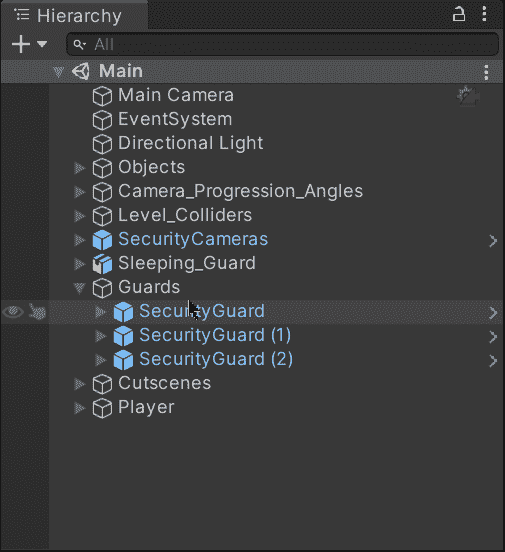 Hierarchy
All
Main
Main Camera
EventSystem
Directional Light
Objects
Camera_Progression_Angles
Level_Colliders
SecurityCameras
Sleeping_Guard
Guards
SecurityGuard
SecurityGuard (1)
SecurityGuard (2)
Cutscenes
Player